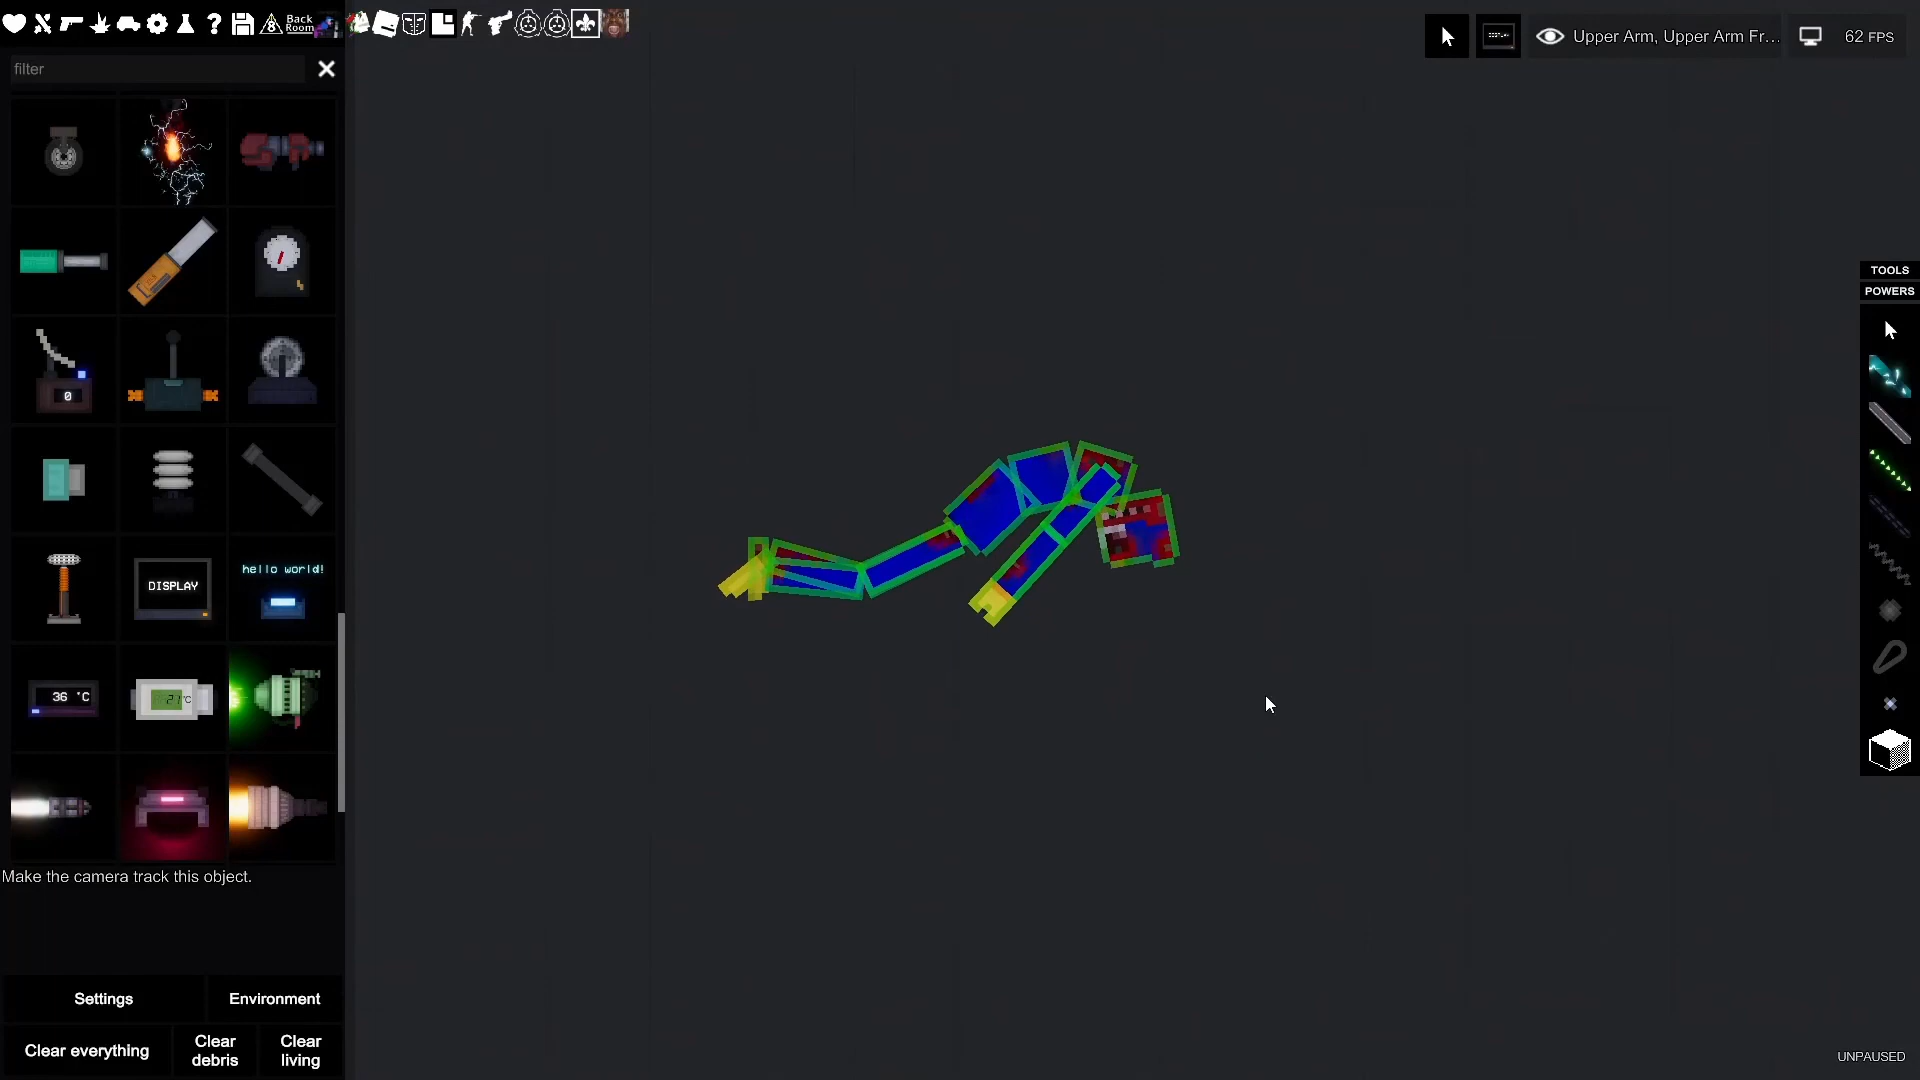 Back
Room
filter
Upper Arm, Upper Arm Fr...
62 FPS
TOOLS
POWERS
0
DISPLAY
hello world!
36 °C
21°C
Make the camera track this object.
Settings
Environment
Clear everything
Clear
debris
Clear
living
UNPAUSED